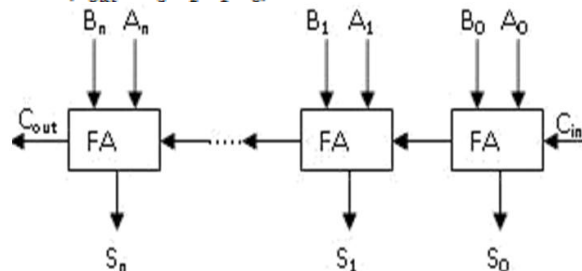 Bₙ Aₙ B₁ A₁ B₀ A₀
Cout Cin
FA ..... FA FA
Sₙ S₁ S₀